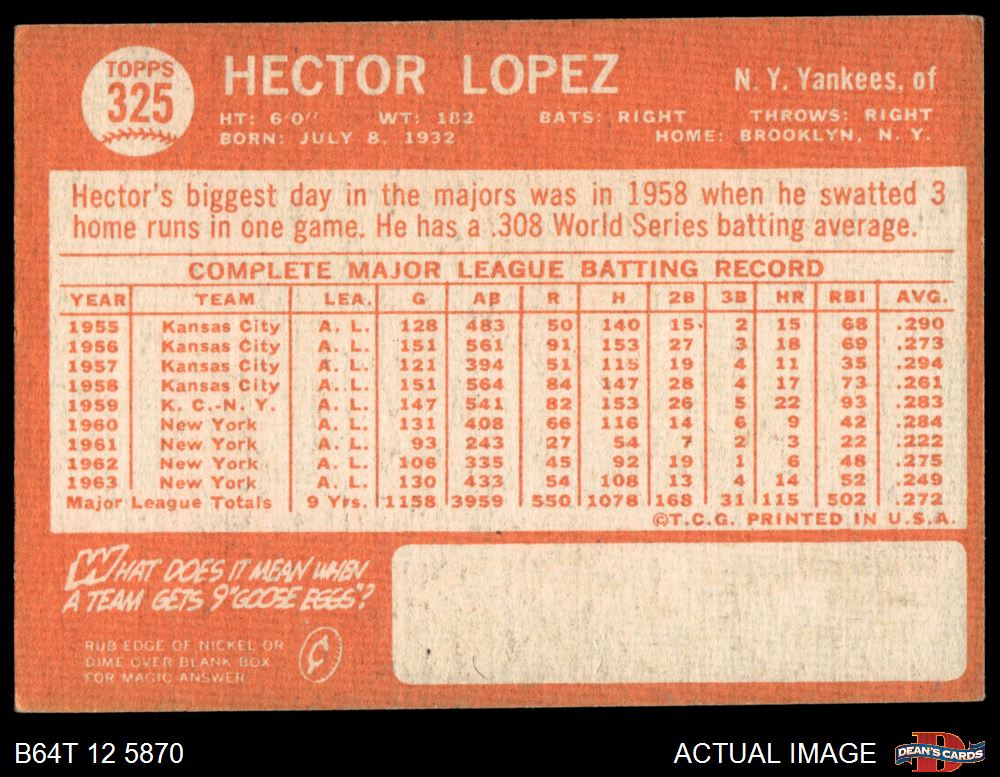 TOPPS
325
HECTOR LOPEZ
N. Y. Yankees, of
HT: 6'0" WT: 182 BATS: RIGHT THROWS: RIGHT
BORN: JULY 8, 1932 HOME: BROOKLYN, N. Y.
Hector's biggest day in the majors was in 1958 when he swatted 3
home runs in one game. He has a .308 World Series batting average.
COMPLETE MAJOR LEAGUE BATTING RECORD
YEAR TEAM LEA. G AB R H 2B 3B HR RBI AVG.
1955 Kansas City A. L. 128 483 50 140 15 2 15 68 .290
1956 Kansas City A. L. 151 561 91 153 27 3 18 69 .273
1957 Kansas City A. L. 121 394 51 115 19 4 11 35 .294
1958 Kansas City A. L. 151 564 84 147 28 4 17 73 .261
1959 K. C.-N. Y. A. L. 147 541 82 153 26 5 22 93 .283
1960 New York A. L. 131 408 66 116 14 6 9 42 .284
1961 New York A. L. 93 243 27 54 7 2 3 22 .222
1962 New York A. L. 106 335 45 92 19 1 6 48 .275
1963 New York A. L. 130 433 54 108 13 4 14 52 .249
Major League Totals 9 Yrs. 1158 3959 550 1078 168 31 115 502 .272
©T.C.G. PRINTED IN U.S.A.
WHAT DOES IT MEAN WHEN
A TEAM GETS 9 "GOOSE EGGS"?
RUB EDGE OF NICKEL OR
DIME OVER BLANK BOX
FOR MAGIC ANSWER
B64T 12 5870
ACTUAL IMAGE
DEAN'S CARDS